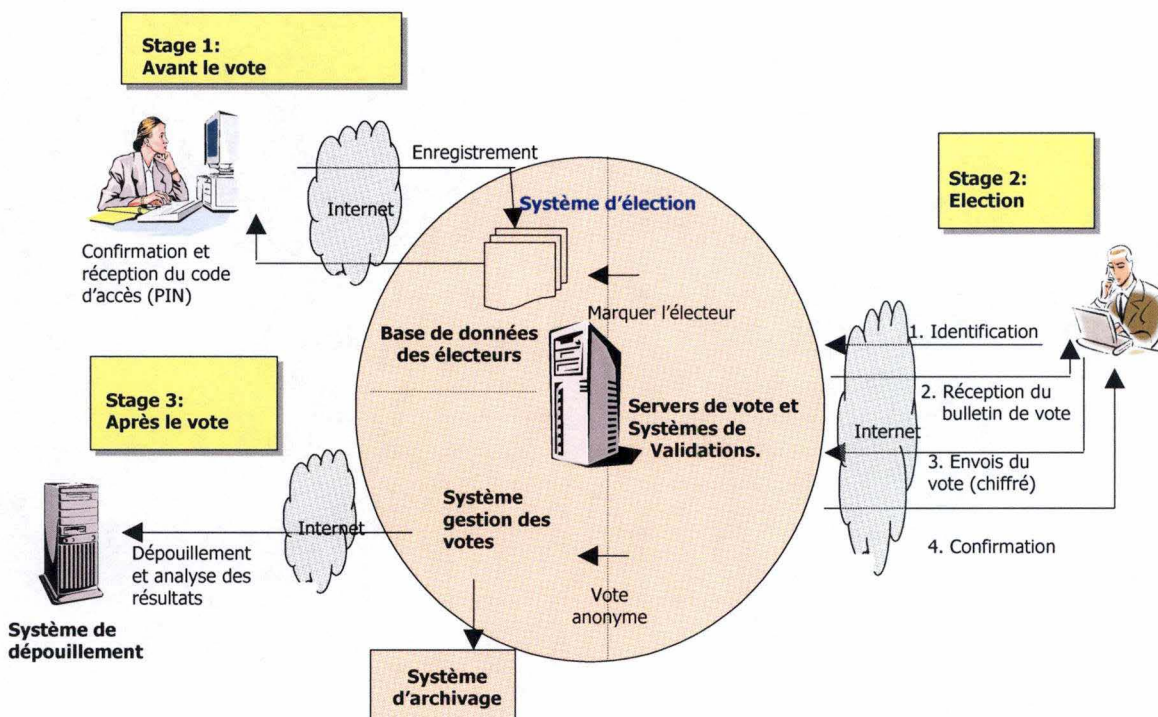 Stage 1:
Avant le vote
Enregistrement
Internet
Système d'élection
Confirmation et
réception du code
d'accès (PIN)
Base de données
des électeurs
Marquer l'électeur
Stage 2:
Election
1. Identification
2. Réception du
bulletin de vote
Internet
3. Envois du
vote (chiffré)
4. Confirmation
Servers de vote et
Systèmes de
Validations.
Stage 3:
Après le vote
Système
gestion des
votes
Internet
Dépouillement
et analyse des
résultats
Vote
anonyme
Système de
dépouillement
Système
d'archivage